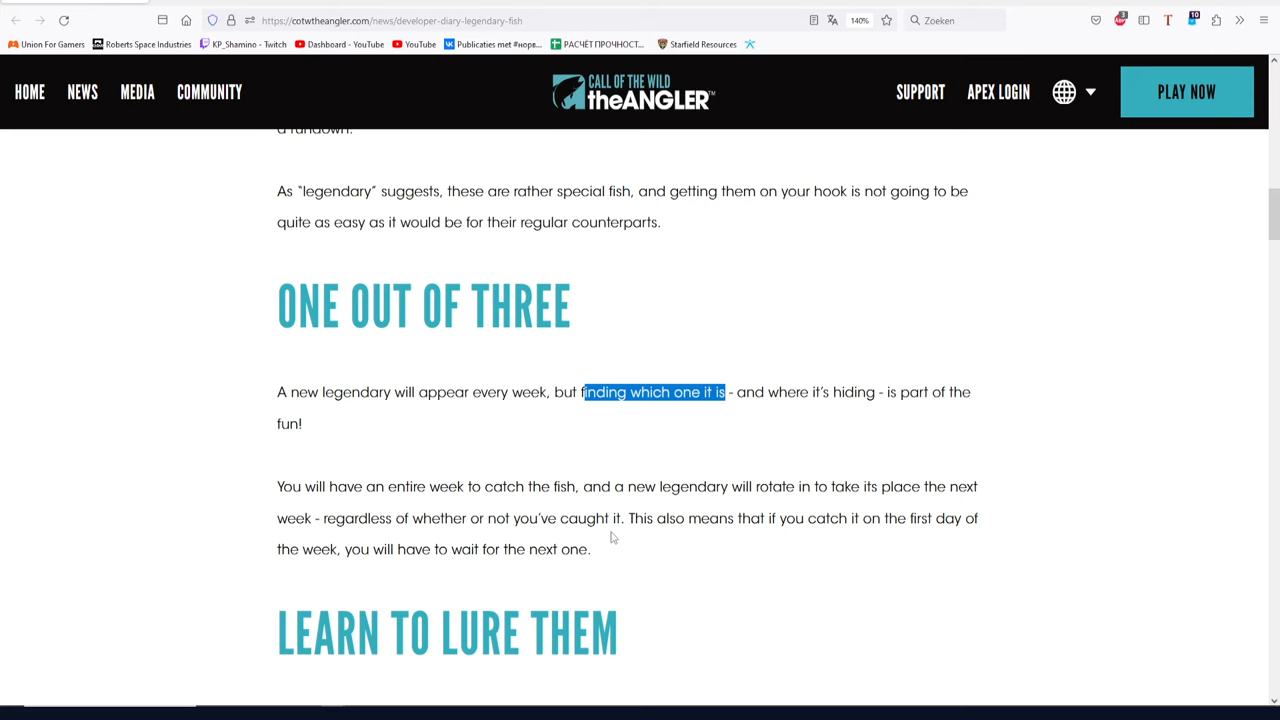 https://cotwtheangler.com/news/developer-diary-legendary-fish
140%
Zoeken
3
10
Union For Gamers
Roberts Space Industries
KP_Shamino - Twitch
Dashboard - YouTube
YouTube
Publicaties met #норв...
РАСЧЁТ ПРОЧНОСТ...
Starfield Resources
HOME
NEWS
MEDIA
COMMUNITY
CALL OF THE WILD
theANGLER™
SUPPORT
APEX LOGIN
PLAY NOW
a rundown.
As “legendary” suggests, these are rather special fish, and getting them on your hook is not going to be
quite as easy as it would be for their regular counterparts.
ONE OUT OF THREE
A new legendary will appear every week, but finding which one it is - and where it’s hiding - is part of the
fun!
You will have an entire week to catch the fish, and a new legendary will rotate in to take its place the next
week - regardless of whether or not you’ve caught it. This also means that if you catch it on the first day of
the week, you will have to wait for the next one.
LEARN TO LURE THEM